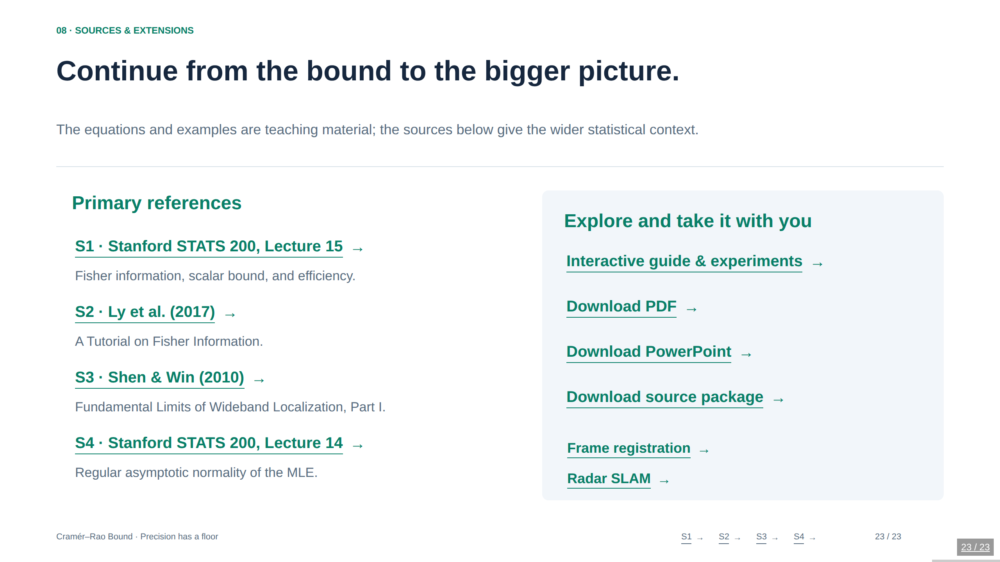 08 · SOURCES & EXTENSIONS
Continue from the bound to the bigger picture.
The equations and examples are teaching material; the sources below give the wider statistical context.
Primary references
S1 · Stanford STATS 200, Lecture 15 →
Fisher information, scalar bound, and efficiency.
S2 · Ly et al. (2017) →
A Tutorial on Fisher Information.
S3 · Shen & Win (2010) →
Fundamental Limits of Wideband Localization, Part I.
S4 · Stanford STATS 200, Lecture 14 →
Regular asymptotic normality of the MLE.
Explore and take it with you
Interactive guide & experiments →
Download PDF →
Download PowerPoint →
Download source package →
Frame registration →
Radar SLAM →
Cramér–Rao Bound · Precision has a floor
S1 → S2 → S3 → S4 →
23 / 23
23 / 23